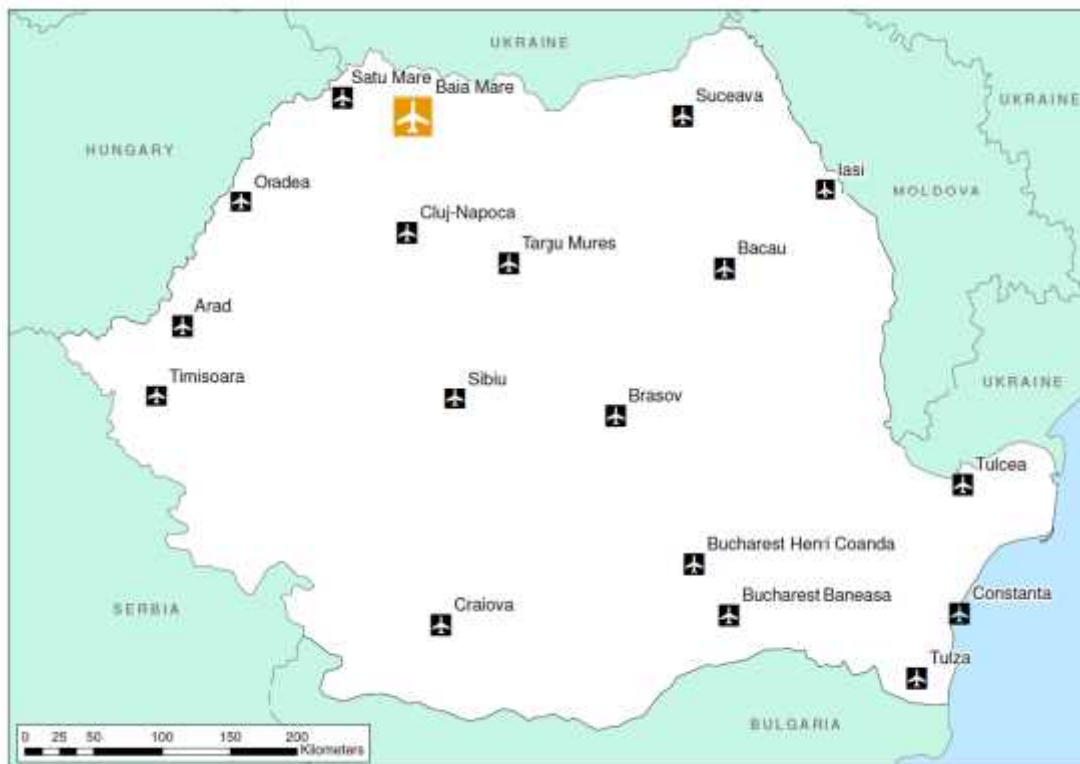 UKRAINE
Satu Mare
Baia Mare
Suceava
UKRAINE
HUNGARY
Oradea
Iasi
MOLDOVA
Cluj-Napoca
Targu Mures
Bacau
Arad
Timisoara
Sibiu
Brasov
UKRAINE
Tulcea
Bucharest Henri Coanda
SERBIA
Craiova
Bucharest Baneasa
Constanta
Tulza
BULGARIA
0 25 50 100 150 200
Kilometers